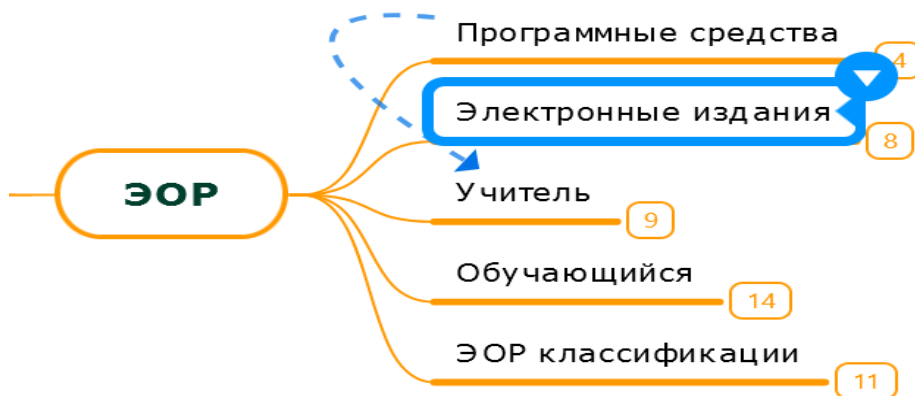 Программные средства
4
Электронные издания
8
ЭОР
Учитель
9
Обучающийся
14
ЭОР классификации
11